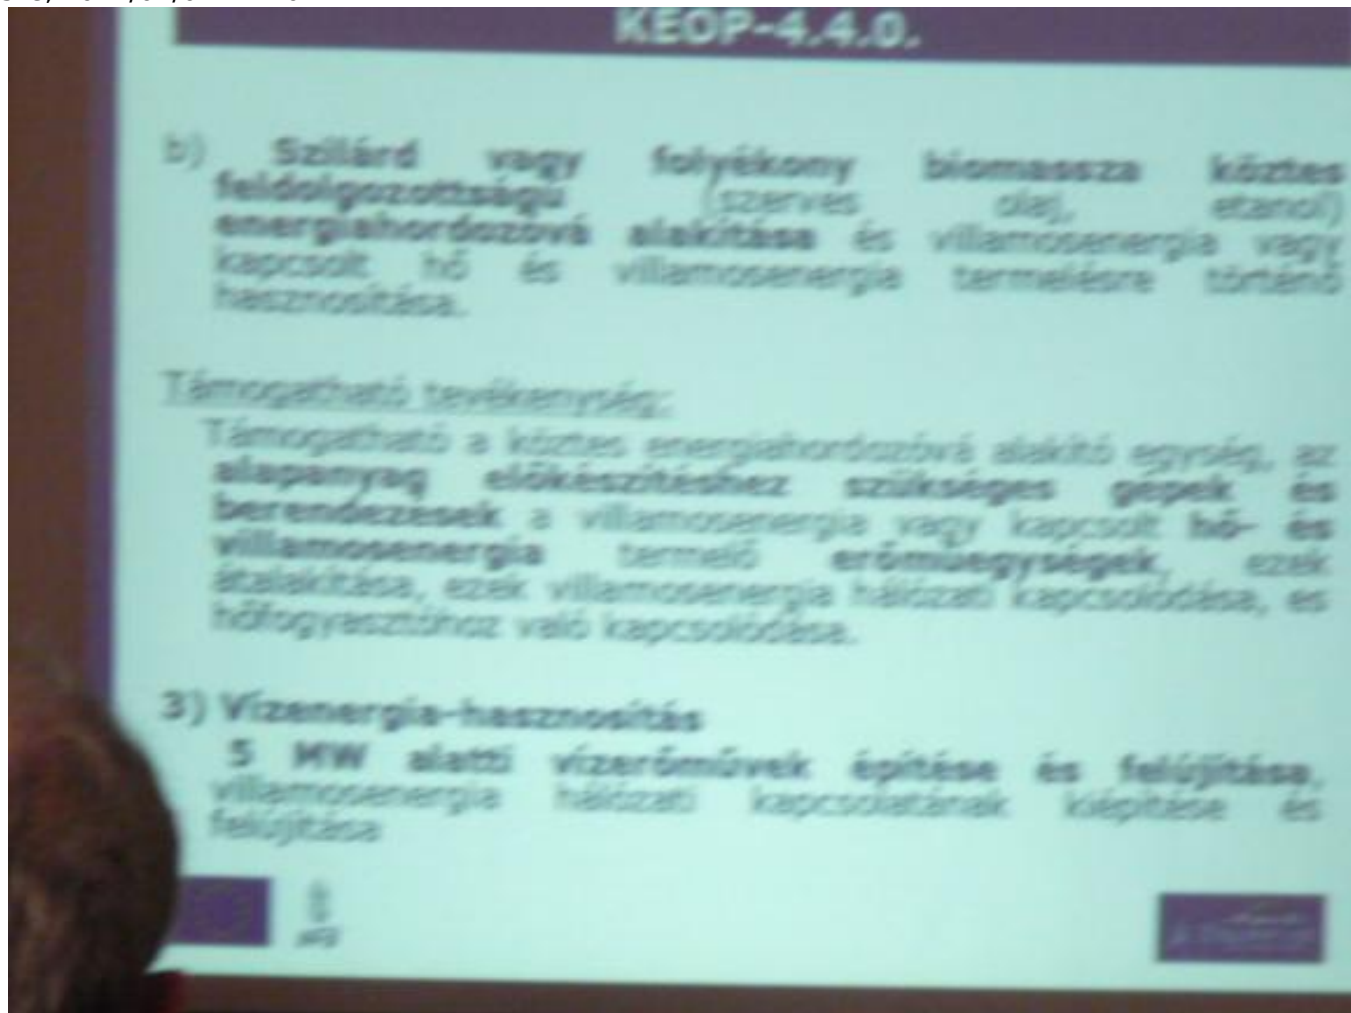 KEOP-4.4.0.
b) Szilárd vagy folyékony biomassza köztes
feldolgozottságú (szerves olaj, etanol)
energiahordozóvá alakítása és villamosenergia vagy
kapcsolt hő és villamosenergia termelésre történő
hasznosítása.
Támogatható tevékenység:
Támogatható a köztes energiahordozóvá alakító egység, az
alapanyag előkészítéshez szükséges gépek és
berendezések a villamosenergia vagy kapcsolt hő- és
villamosenergia termelő erőműegységek, ezek
átalakítása, ezek villamosenergia hálózati kapcsolódása, és
hőfogyasztóhoz való kapcsolódása.
3) Vízenergia-hasznosítás
5 MW alatti vízerőművek építése és felújítása,
villamosenergia hálózati kapcsolatának kiépítése és
felújítása